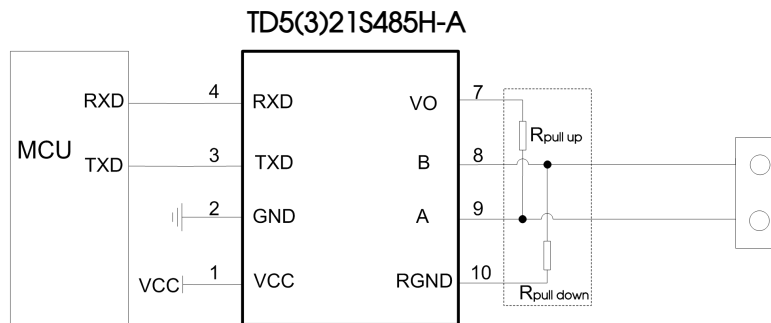 TD5(3)21S485H-A
MCU
RXD 4 RXD VO 7
Rpull up
TXD 3 TXD B 8
2 GND A 9
VCC 1 VCC RGND 10
Rpull down